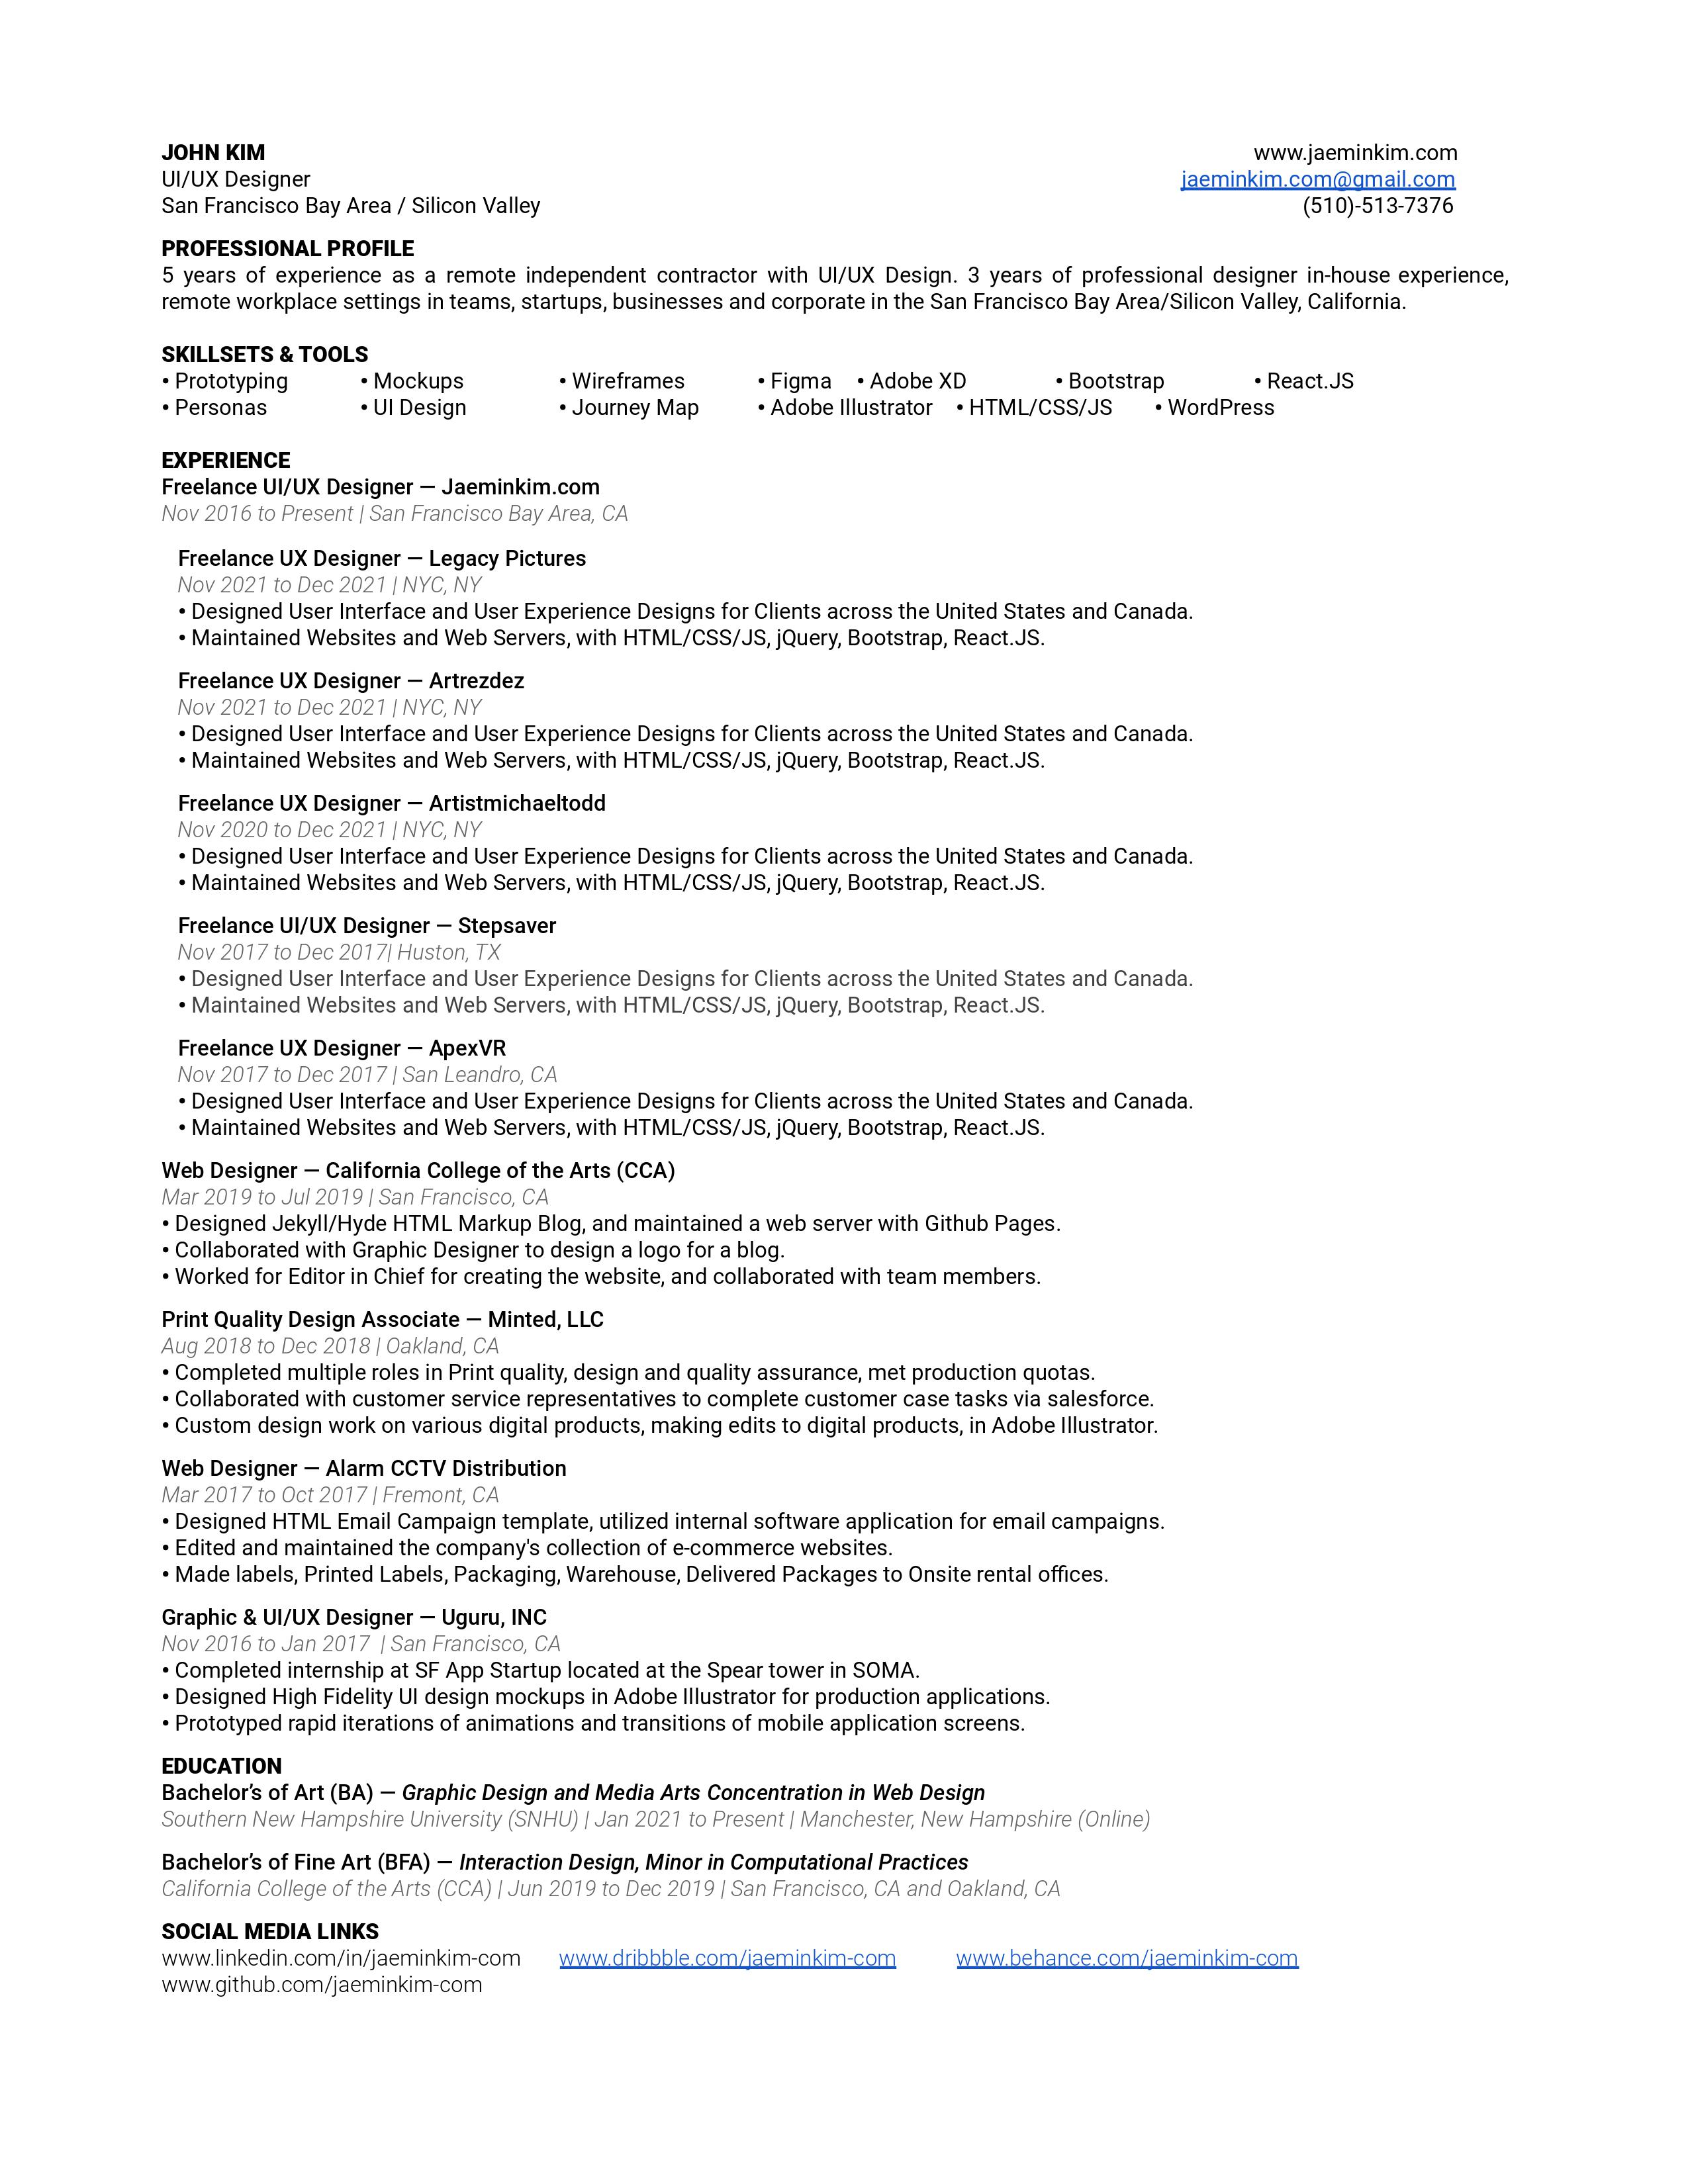 JOHN KIM www.jaeminkim.com
UI/UX Designer jaeminkim.com@gmail.com
San Francisco Bay Area / Silicon Valley (510)-513-7376
PROFESSIONAL PROFILE
5 years of experience as a remote independent contractor with UI/UX Design. 3 years of professional designer in-house experience,
remote workplace settings in teams, startups, businesses and corporate in the San Francisco Bay Area/Silicon Valley, California.
SKILLSETS & TOOLS
• Prototyping • Mockups • Wireframes • Figma • Adobe XD • Bootstrap • React.JS
• Personas • UI Design • Journey Map • Adobe Illustrator • HTML/CSS/JS • WordPress
EXPERIENCE
Freelance UI/UX Designer — Jaeminkim.com
Nov 2016 to Present | San Francisco Bay Area, CA
Freelance UX Designer — Legacy Pictures
Nov 2021 to Dec 2021 | NYC, NY
• Designed User Interface and User Experience Designs for Clients across the United States and Canada.
• Maintained Websites and Web Servers, with HTML/CSS/JS, jQuery, Bootstrap, React.JS.
Freelance UX Designer — Artrezdez
Nov 2021 to Dec 2021 | NYC, NY
• Designed User Interface and User Experience Designs for Clients across the United States and Canada.
• Maintained Websites and Web Servers, with HTML/CSS/JS, jQuery, Bootstrap, React.JS.
Freelance UX Designer — Artistmichaeltodd
Nov 2020 to Dec 2021 | NYC, NY
• Designed User Interface and User Experience Designs for Clients across the United States and Canada.
• Maintained Websites and Web Servers, with HTML/CSS/JS, jQuery, Bootstrap, React.JS.
Freelance UI/UX Designer — Stepsaver
Nov 2017 to Dec 2017| Huston, TX
• Designed User Interface and User Experience Designs for Clients across the United States and Canada.
• Maintained Websites and Web Servers, with HTML/CSS/JS, jQuery, Bootstrap, React.JS.
Freelance UX Designer — ApexVR
Nov 2017 to Dec 2017 | San Leandro, CA
• Designed User Interface and User Experience Designs for Clients across the United States and Canada.
• Maintained Websites and Web Servers, with HTML/CSS/JS, jQuery, Bootstrap, React.JS.
Web Designer — California College of the Arts (CCA)
Mar 2019 to Jul 2019 | San Francisco, CA
• Designed Jekyll/Hyde HTML Markup Blog, and maintained a web server with Github Pages.
• Collaborated with Graphic Designer to design a logo for a blog.
• Worked for Editor in Chief for creating the website, and collaborated with team members.
Print Quality Design Associate — Minted, LLC
Aug 2018 to Dec 2018 | Oakland, CA
• Completed multiple roles in Print quality, design and quality assurance, met production quotas.
• Collaborated with customer service representatives to complete customer case tasks via salesforce.
• Custom design work on various digital products, making edits to digital products, in Adobe Illustrator.
Web Designer — Alarm CCTV Distribution
Mar 2017 to Oct 2017 | Fremont, CA
• Designed HTML Email Campaign template, utilized internal software application for email campaigns.
• Edited and maintained the company's collection of e-commerce websites.
• Made labels, Printed Labels, Packaging, Warehouse, Delivered Packages to Onsite rental offices.
Graphic & UI/UX Designer — Uguru, INC
Nov 2016 to Jan 2017 | San Francisco, CA
• Completed internship at SF App Startup located at the Spear tower in SOMA.
• Designed High Fidelity UI design mockups in Adobe Illustrator for production applications.
• Prototyped rapid iterations of animations and transitions of mobile application screens.
EDUCATION
Bachelor’s of Art (BA) — Graphic Design and Media Arts Concentration in Web Design
Southern New Hampshire University (SNHU) | Jan 2021 to Present | Manchester, New Hampshire (Online)
Bachelor’s of Fine Art (BFA) — Interaction Design, Minor in Computational Practices
California College of the Arts (CCA) | Jun 2019 to Dec 2019 | San Francisco, CA and Oakland, CA
SOCIAL MEDIA LINKS
www.linkedin.com/in/jaeminkim-com www.dribbble.com/jaeminkim-com www.behance.com/jaeminkim-com
www.github.com/jaeminkim-com